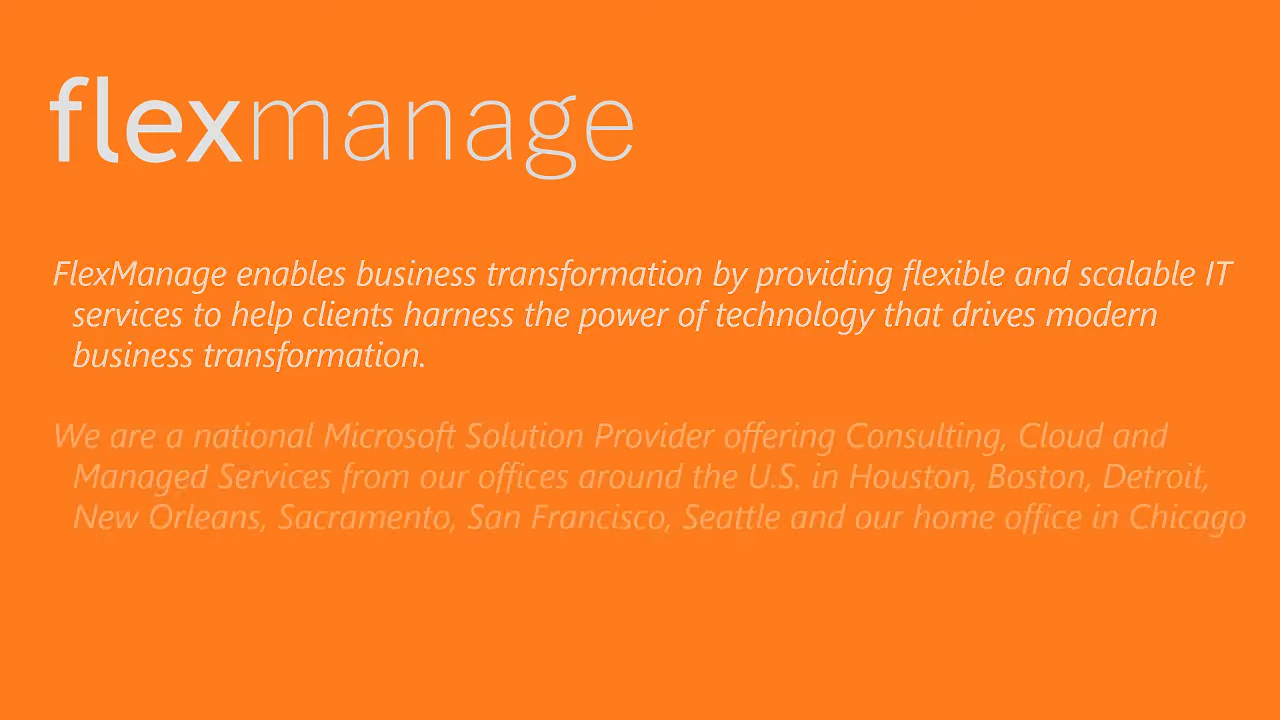 flexmanage
FlexManage enables business transformation by providing flexible and scalable IT
services to help clients harness the power of technology that drives modern
business transformation.
We are a national Microsoft Solution Provider offering Consulting, Cloud and
Managed Services from our offices around the U.S. in Houston, Boston, Detroit,
New Orleans, Sacramento, San Francisco, Seattle and our home office in Chicago